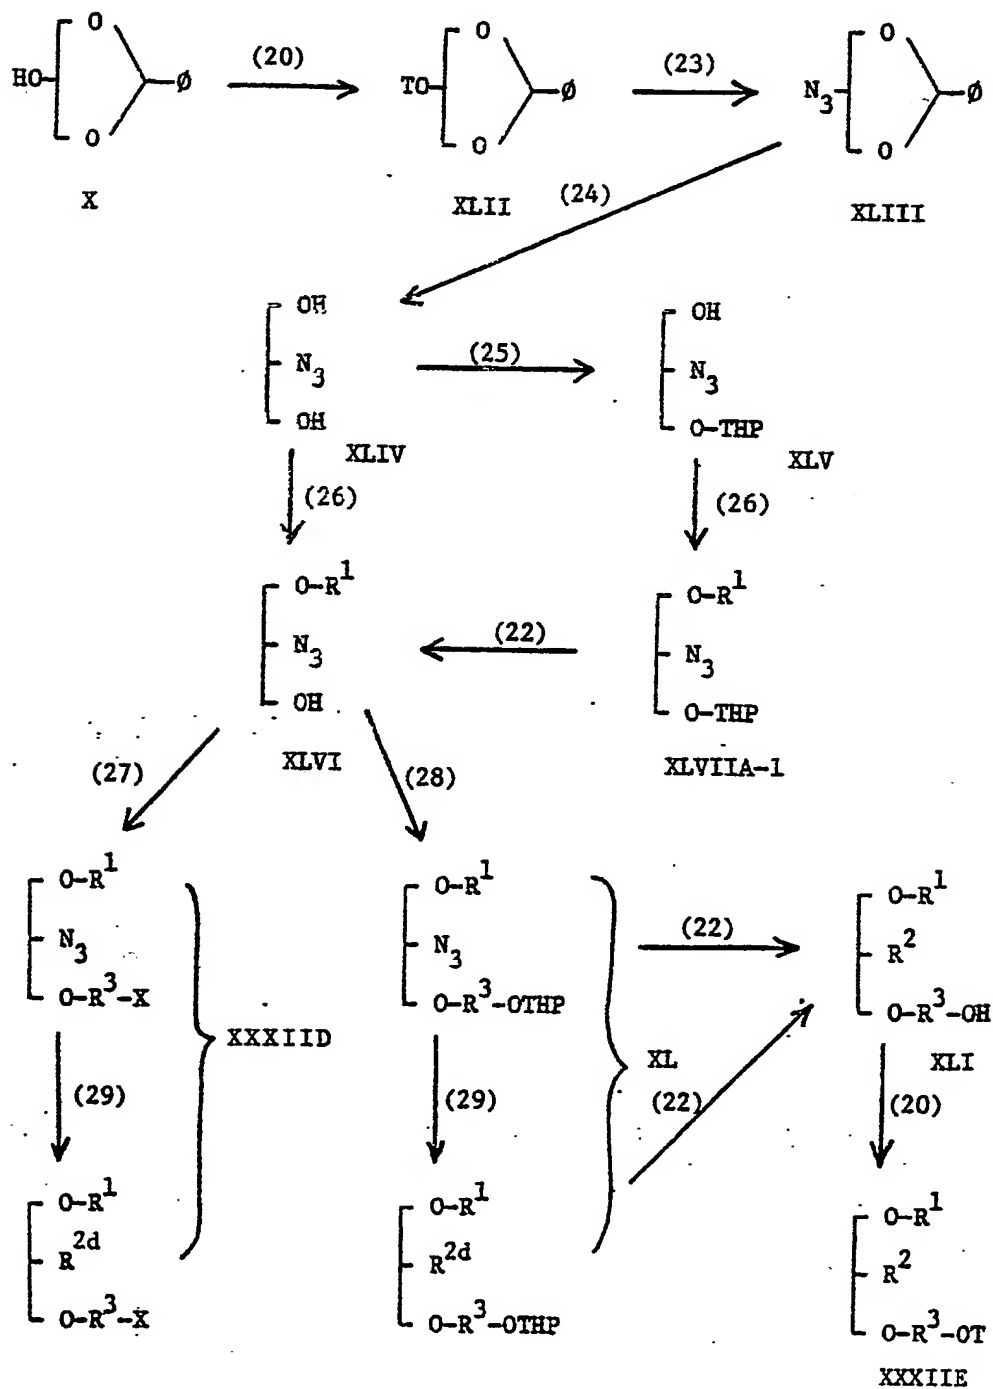 O O O
HO (20) Ø TO (23) Ø N3 Ø
O O O
X XLII (24) XLIII
OH OH
N3 (25) N3
OH O-THP
XLIV XLV
(26) (26)
O-R1 O-R1
N3 (22) N3
OH O-THP
XLVI XLVIIA-1
(27) (28)
O-R1 O-R1 O-R1
N3 N3 (22) R2
O-R3-X O-R3-OTHP O-R3-OH
XXXIID XL XLI
(29) (29) (22) (20)
O-R1 O-R1 O-R1
R2d R2d R2
O-R3-X O-R3-OTHP O-R3-OT
XXXIIE